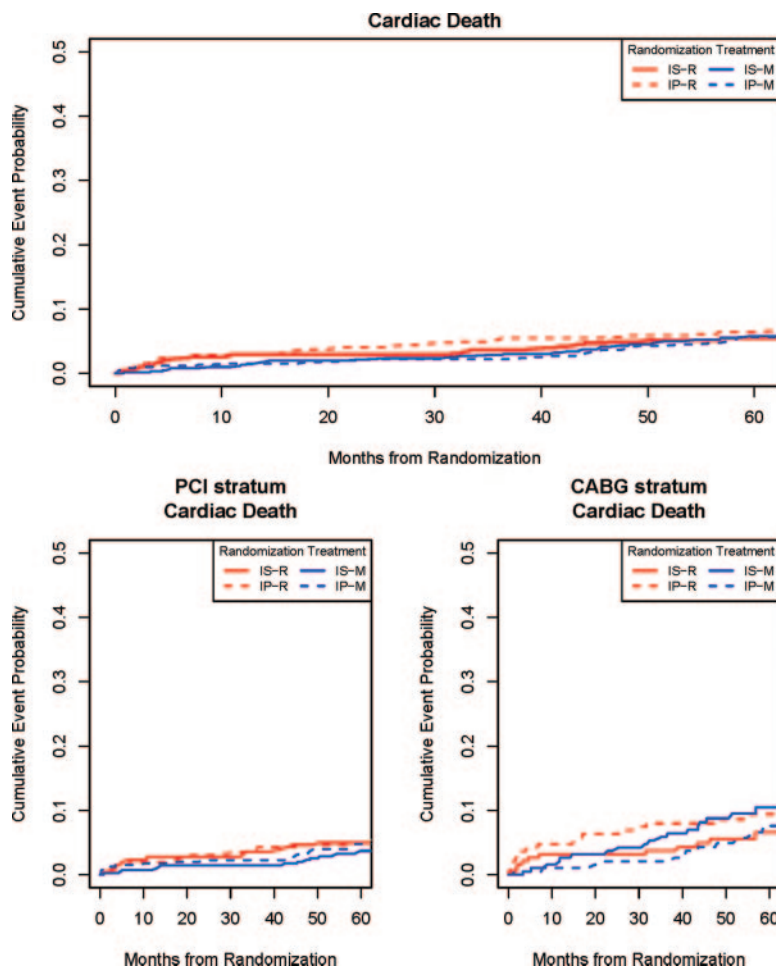 Cardiac Death
Cumulative Event Probability
0.5
0.4
0.3
0.2
0.1
0.0
Randomization Treatment
IS-R IS-M
IP-R IP-M
0 10 20 30 40 50 60
Months from Randomization
PCI stratum
Cardiac Death
Cumulative Event Probability
0.5
0.4
0.3
0.2
0.1
0.0
Randomization Treatment
IS-R IS-M
IP-R IP-M
0 10 20 30 40 50 60
Months from Randomization
CABG stratum
Cardiac Death
Cumulative Event Probability
0.5
0.4
0.3
0.2
0.1
0.0
Randomization Treatment
IS-R IS-M
IP-R IP-M
0 10 20 30 40 50 60
Months from Randomization